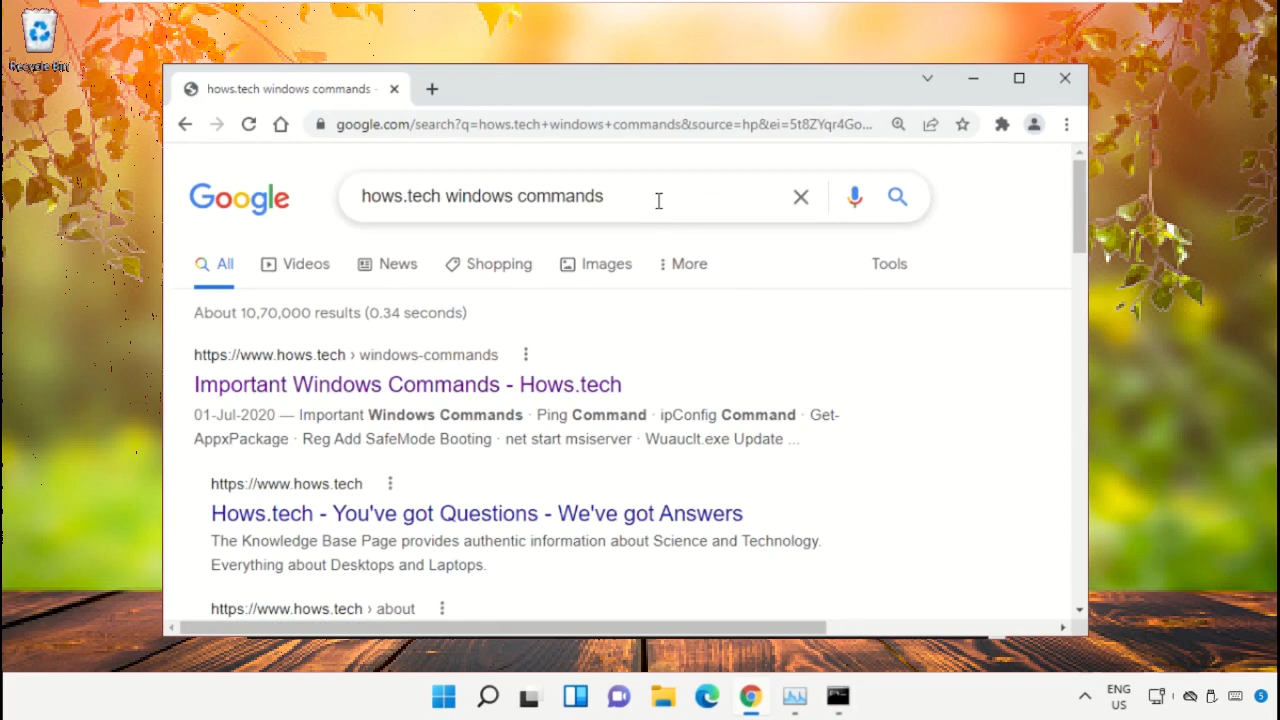 Recycle Bin
hows.tech windows commands -
google.com/search?q=hows.tech+windows+commands&source=hp&ei=5t8ZYqr4Go...
Google
hows.tech windows commands
All Videos News Shopping Images More Tools
About 10,70,000 results (0.34 seconds)
https://www.hows.tech › windows-commands
Important Windows Commands - Hows.tech
01-Jul-2020 — Important Windows Commands · Ping Command · ipConfig Command · Get-
AppxPackage · Reg Add SafeMode Booting · net start msiserver · Wuauclt.exe Update ...
https://www.hows.tech
Hows.tech - You've got Questions - We've got Answers
The Knowledge Base Page provides authentic information about Science and Technology.
Everything about Desktops and Laptops.
https://www.hows.tech › about
ENG
US
5